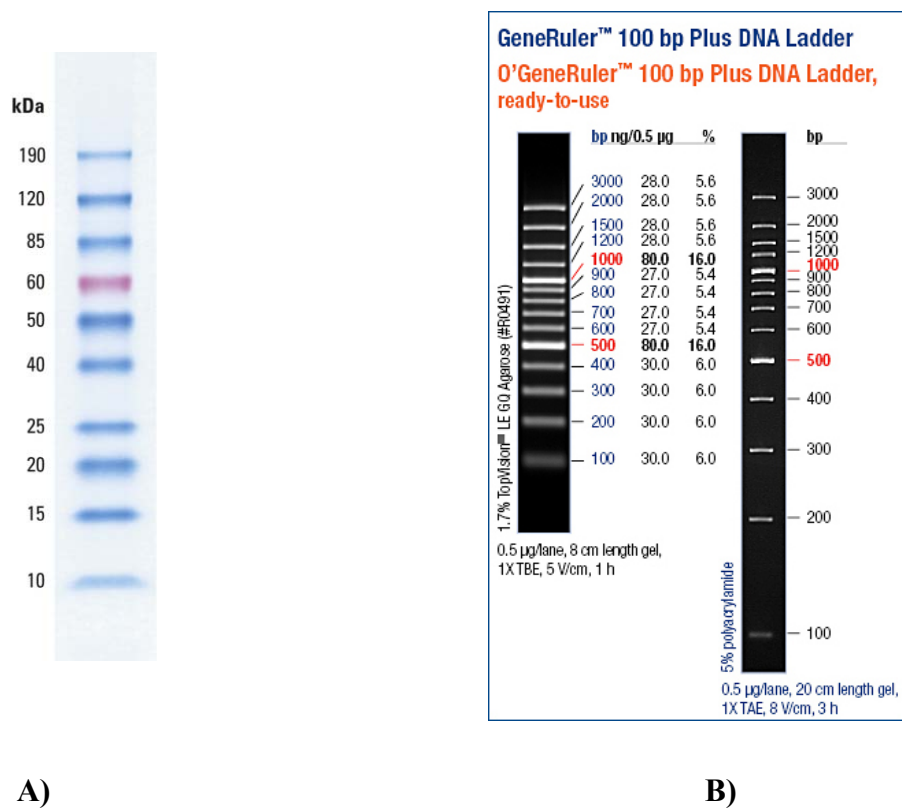 kDa
190
120
85
60
50
40
25
20
15
10
A)
GeneRuler™ 100 bp Plus DNA Ladder
O'GeneRuler™ 100 bp Plus DNA Ladder,
ready-to-use
bp ng/0.5 µg %
3000 28.0 5.6
2000 28.0 5.6
1500 28.0 5.6
1200 28.0 5.6
1000 80.0 16.0
900 27.0 5.4
800 27.0 5.4
700 27.0 5.4
600 27.0 5.4
500 80.0 16.0
400 30.0 6.0
300 30.0 6.0
200 30.0 6.0
100 30.0 6.0
1.7% TopVision™ LE GQ Agarose (#R0491)
0.5 µg/lane, 8 cm length gel,
1X TBE, 5 V/cm, 1 h
bp
3000
2000
1500
1200
1000
900
800
700
600
500
400
300
200
100
5% polyacrylamide
0.5 µg/lane, 20 cm length gel,
1X TAE, 8 V/cm, 3 h
B)